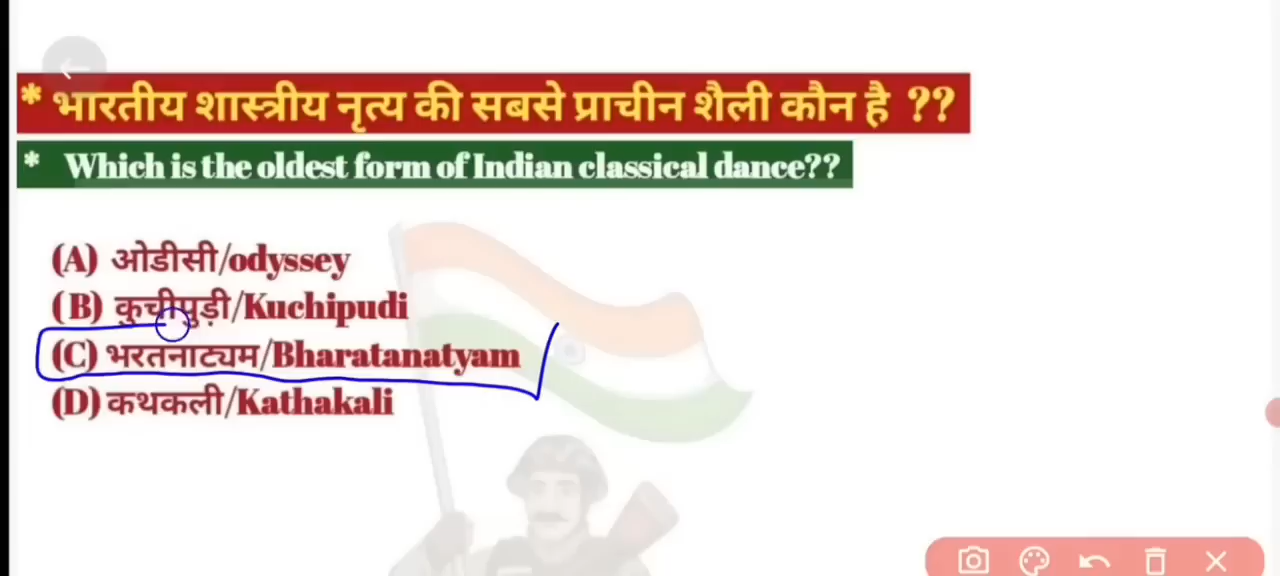 * भारतीय शास्त्रीय नृत्य की सबसे प्राचीन शैली कौन है ??
* Which is the oldest form of Indian classical dance??
(A) ओडीसी/odyssey
(B) कुचीपुड़ी/Kuchipudi
(C) भरतनाट्यम/Bharatanatyam
(D) कथकली/Kathakali